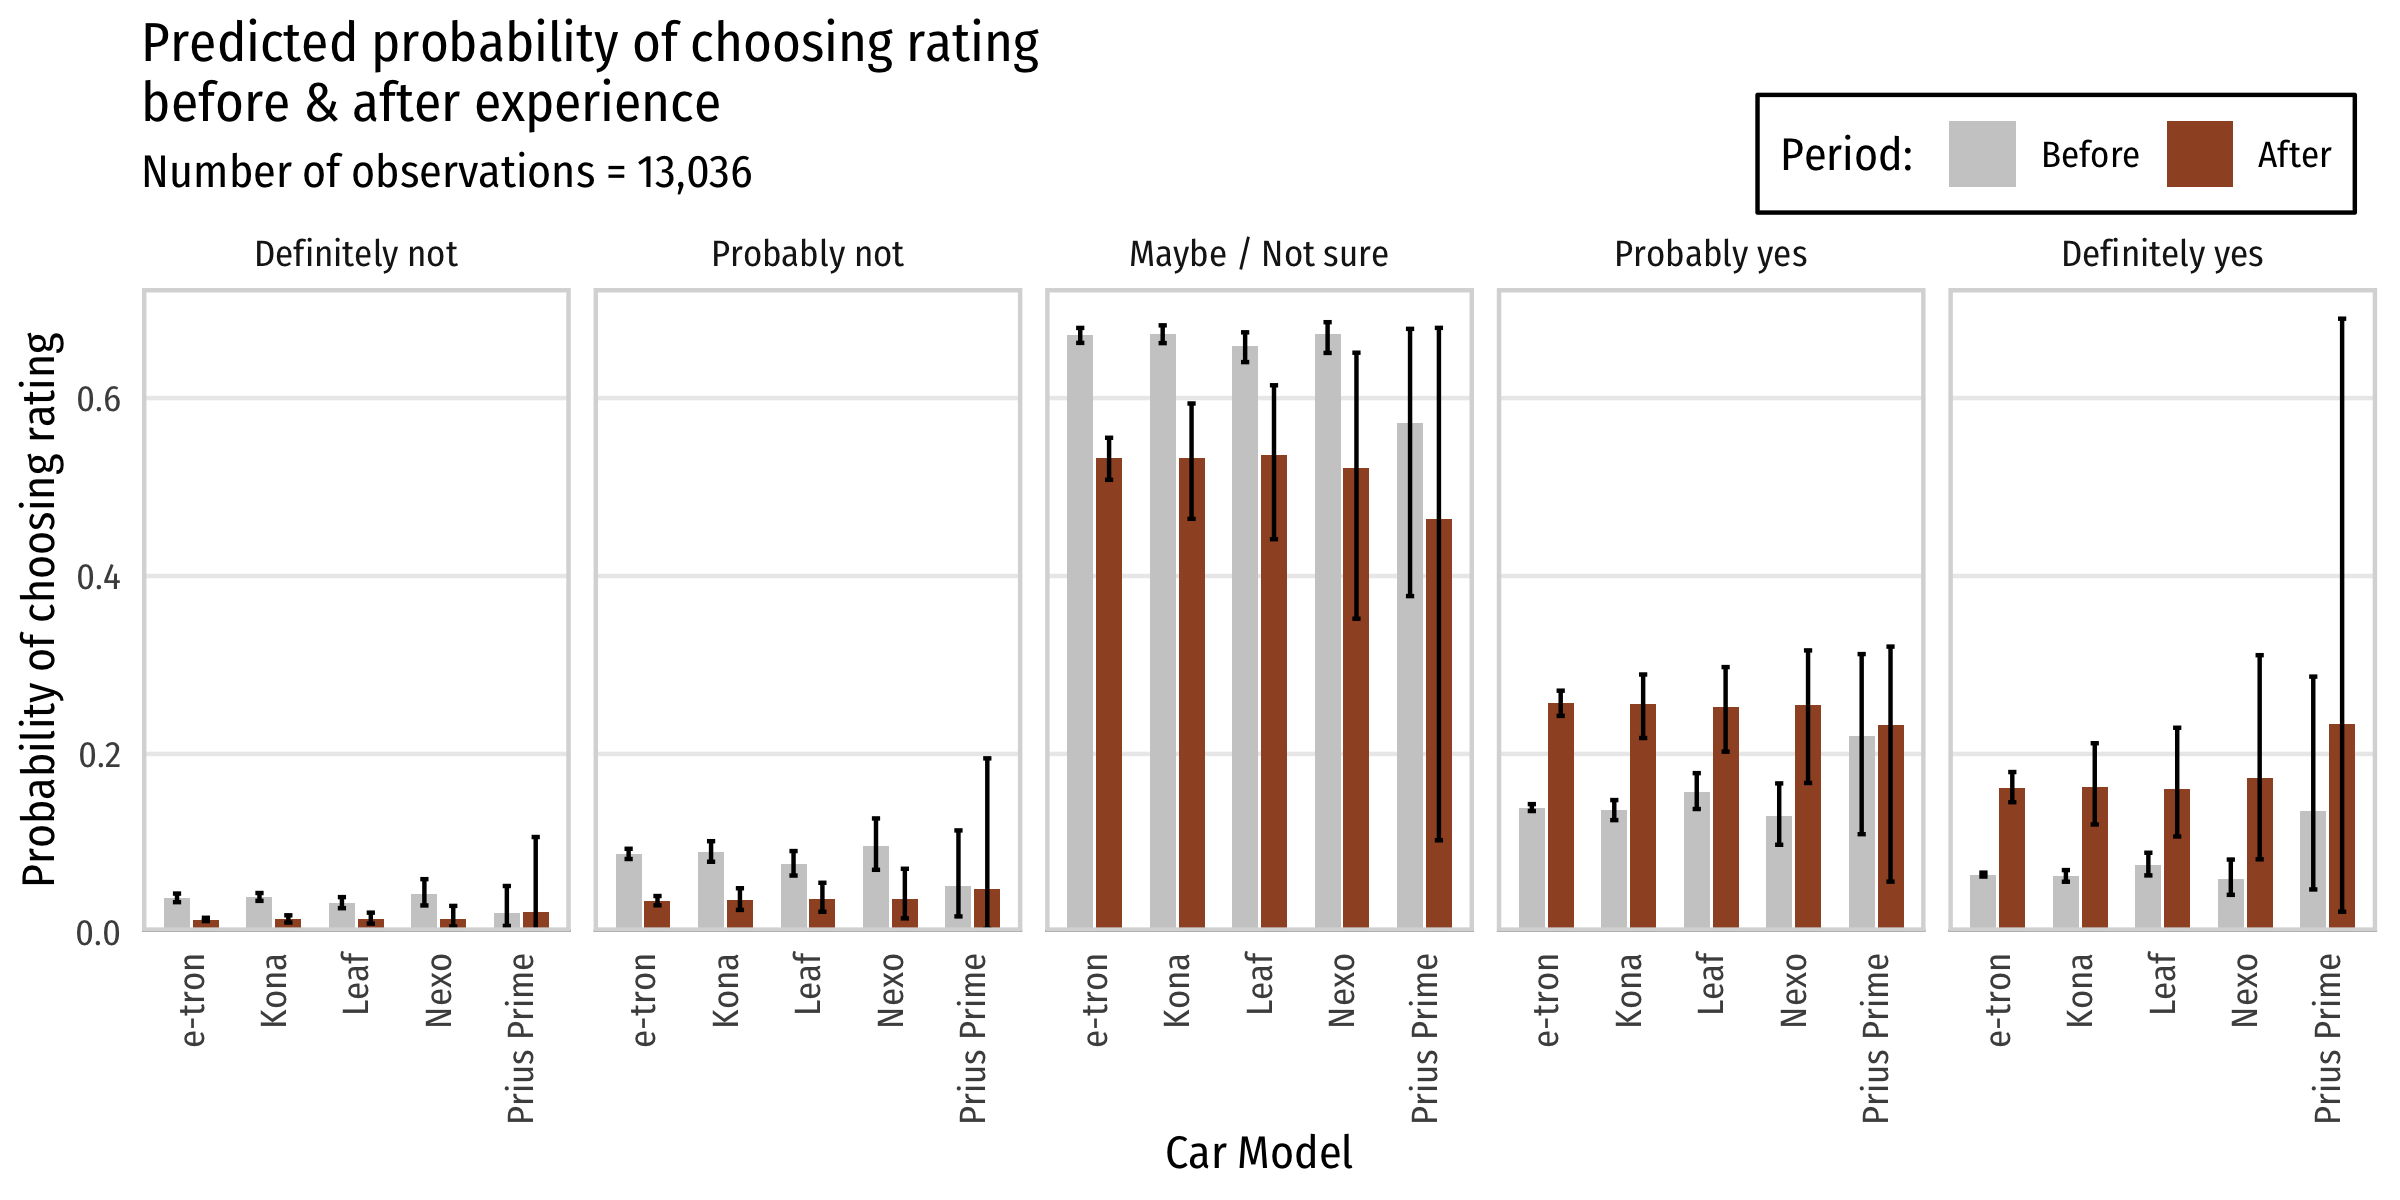 Predicted probability of choosing rating
before & after experience
Number of observations = 13,036
Period: Before After
Definitely not Probably not Maybe / Not sure Probably yes Definitely yes
Probability of choosing rating
0.6
0.4
0.2
0.0
e-tron Kona Leaf Nexo Prius Prime e-tron Kona Leaf Nexo Prius Prime e-tron Kona Leaf Nexo Prius Prime e-tron Kona Leaf Nexo Prius Prime e-tron Kona Leaf Nexo Prius Prime
Car Model